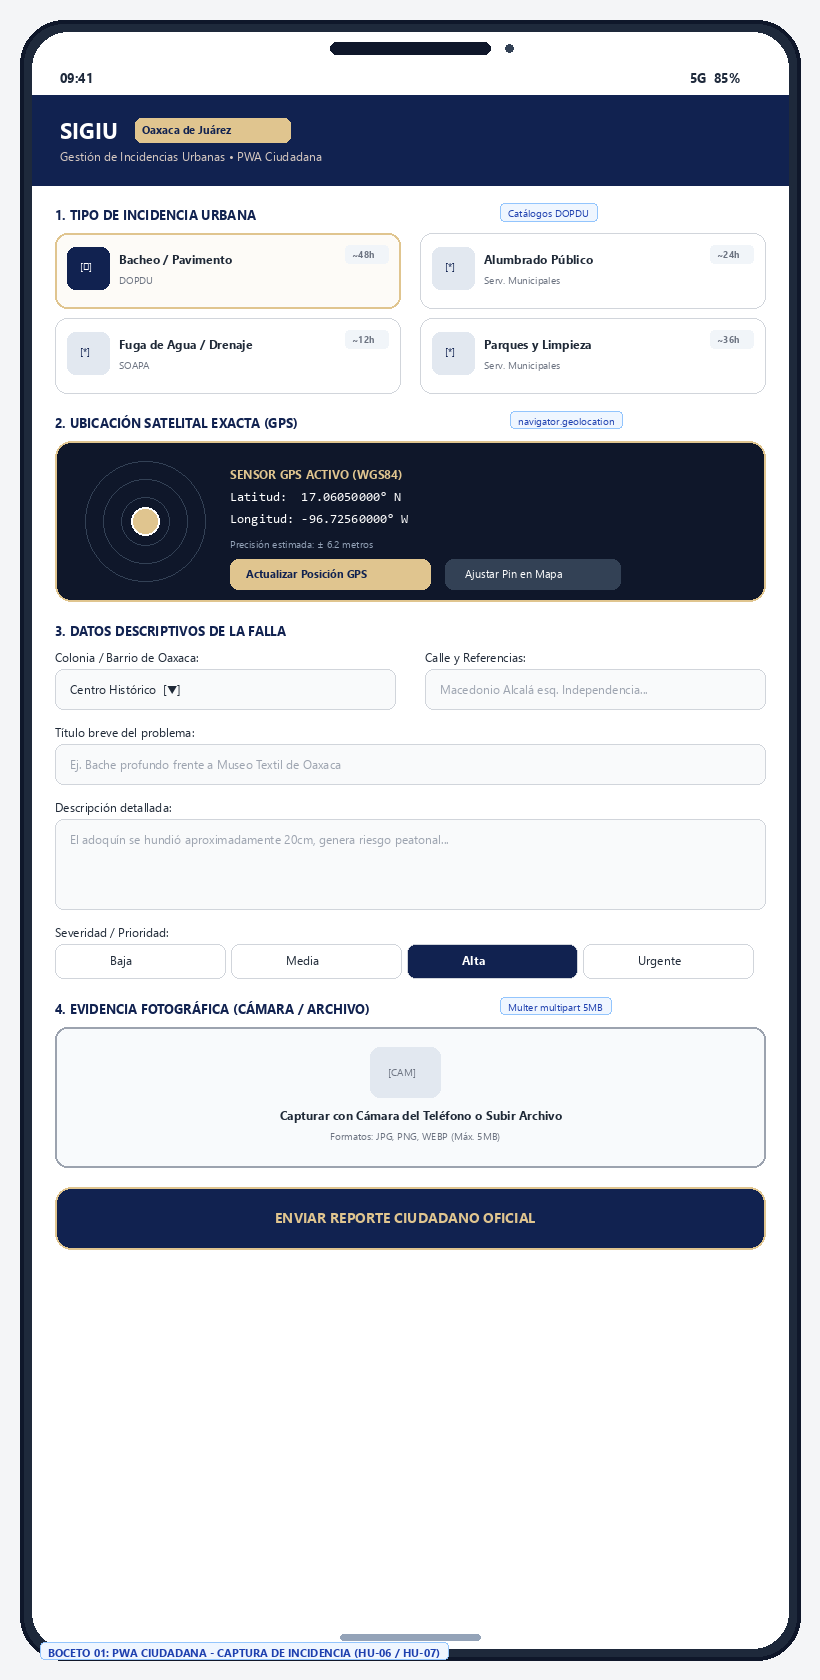 09:41 5G 85%
SIGIU Oaxaca de Juárez
Gestión de Incidencias Urbanas • PWA Ciudadana
1. TIPO DE INCIDENCIA URBANA Catálogos DOPDU
[□] Bacheo / Pavimento ~48h
DOPDU
[*] Alumbrado Público ~24h
Serv. Municipales
[*] Fuga de Agua / Drenaje ~12h
SOAPA
[*] Parques y Limpieza ~36h
Serv. Municipales
2. UBICACIÓN SATELITAL EXACTA (GPS) navigator.geolocation
SENSOR GPS ACTIVO (WGS84)
Latitud: 17.06050000° N
Longitud: -96.72560000° W
Precisión estimada: ± 6.2 metros
Actualizar Posición GPS Ajustar Pin en Mapa
3. DATOS DESCRIPTIVOS DE LA FALLA
Colonia / Barrio de Oaxaca: Calle y Referencias:
Centro Histórico [▼] Macedonio Alcalá esq. Independencia...
Título breve del problema:
Ej. Bache profundo frente a Museo Textil de Oaxaca
Descripción detallada:
El adoquín se hundió aproximadamente 20cm, genera riesgo peatonal...
Severidad / Prioridad:
Baja Media Alta Urgente
4. EVIDENCIA FOTOGRÁFICA (CÁMARA / ARCHIVO) Multer multipart 5MB
[CAM]
Capturar con Cámara del Teléfono o Subir Archivo
Formatos: JPG, PNG, WEBP (Máx. 5MB)
ENVIAR REPORTE CIUDADANO OFICIAL
BOCETO 01: PWA CIUDADANA - CAPTURA DE INCIDENCIA (HU-06 / HU-07)